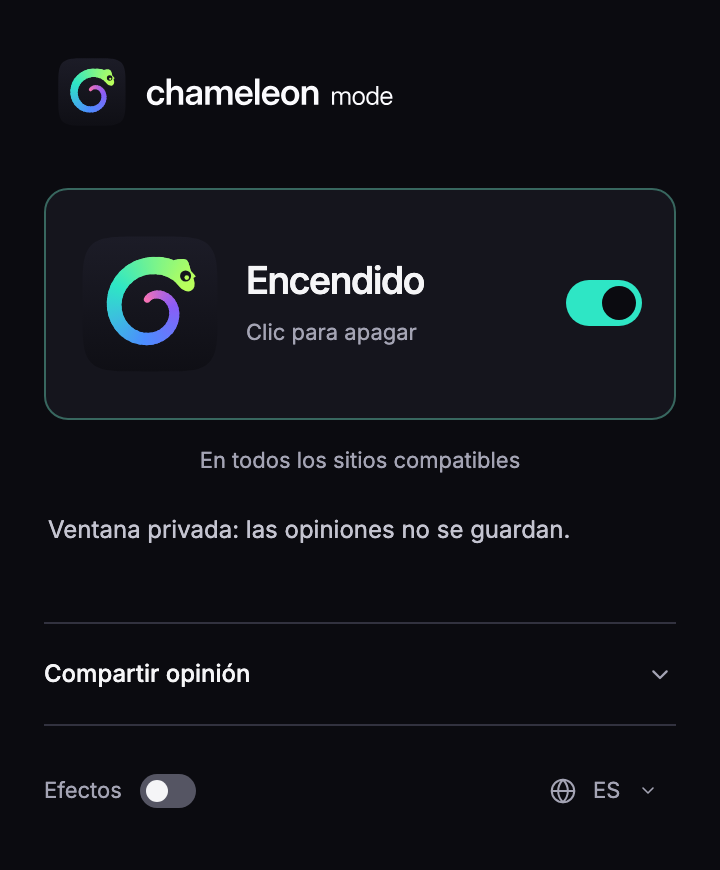 chameleon mode
Encendido
Clic para apagar
En todos los sitios compatibles
Ventana privada: las opiniones no se guardan.
Compartir opinión
Efectos
ES